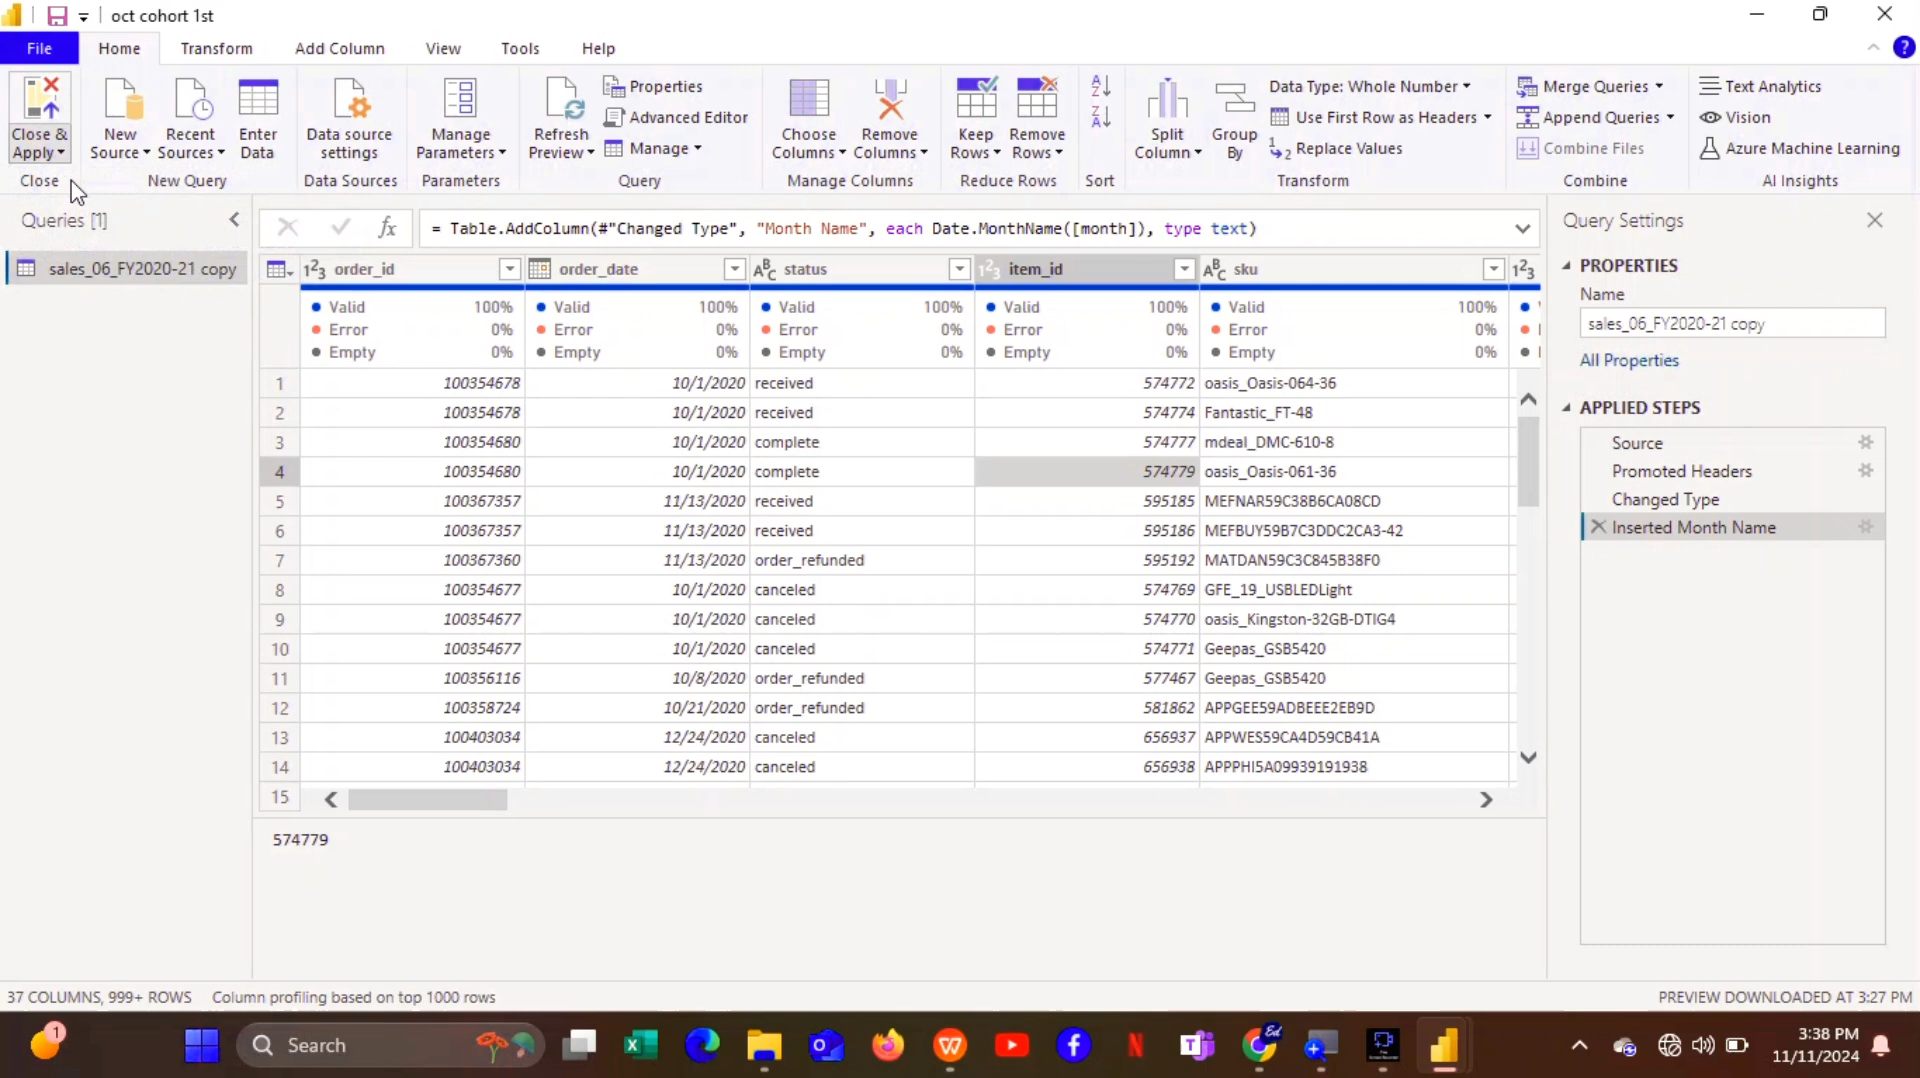 oct cohort 1st
File Home Transform Add Column View Tools Help
Close & Apply
New Source
Recent Sources
Enter Data
Data source settings
Manage Parameters
Refresh Preview
Properties
Advanced Editor
Manage
Choose Columns
Remove Columns
Keep Rows
Remove Rows
Split Column
Group By
Data Type: Whole Number
Use First Row as Headers
Replace Values
Merge Queries
Append Queries
Combine Files
Text Analytics
Vision
Azure Machine Learning
Close New Query Data Sources Parameters Query Manage Columns Reduce Rows Sort Transform Combine AI Insights
Queries [1]
sales_06_FY2020-21 copy
= Table.AddColumn(#"Changed Type", "Month Name", each Date.MonthName([month]), type text)
order_id order_date status item_id sku
Valid 100% Valid 100% Valid 100% Valid 100% Valid 100%
Error 0% Error 0% Error 0% Error 0% Error 0%
Empty 0% Empty 0% Empty 0% Empty 0% Empty 0%
1 100354678 10/1/2020 received 574772 oasis_Oasis-064-36
2 100354678 10/1/2020 received 574774 Fantastic_FT-48
3 100354680 10/1/2020 complete 574777 mdeal_DMC-610-8
4 100354680 10/1/2020 complete 574779 oasis_Oasis-061-36
5 100367357 11/13/2020 received 595185 MEFNAR59C38B6CA08CD
6 100367357 11/13/2020 received 595186 MEFBUY59B7C3DDC2CA3-42
7 100367360 11/13/2020 order_refunded 595192 MATDAN59C3C845B38F0
8 100354677 10/1/2020 canceled 574769 GFE_19_USBLEDLight
9 100354677 10/1/2020 canceled 574770 oasis_Kingston-32GB-DTIG4
10 100354677 10/1/2020 canceled 574771 Geepas_GSB5420
11 100356116 10/8/2020 order_refunded 577467 Geepas_GSB5420
12 100358724 10/21/2020 order_refunded 581862 APPGEE59ADBEEE2EB9D
13 100403034 12/24/2020 canceled 656937 APPWES59CA4D59CB41A
14 100403034 12/24/2020 canceled 656938 APPPHI5A09939191938
15
574779
Query Settings
PROPERTIES
Name
sales_06_FY2020-21 copy
All Properties
APPLIED STEPS
Source
Promoted Headers
Changed Type
Inserted Month Name
37 COLUMNS, 999+ ROWS Column profiling based on top 1000 rows
PREVIEW DOWNLOADED AT 3:27 PM
Search
3:38 PM
11/11/2024